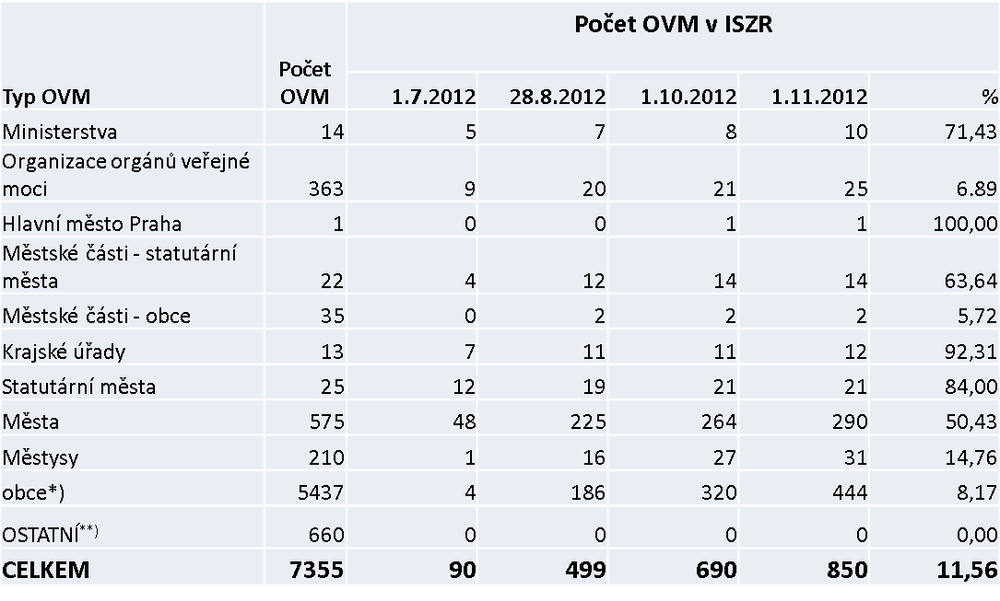 Počet OVM v ISZR
Počet
Typ OVM OVM 1.7.2012 28.8.2012 1.10.2012 1.11.2012 %
Ministerstva 14 5 7 8 10 71,43
Organizace orgánů veřejné
moci 363 9 20 21 25 6.89
Hlavní město Praha 1 0 0 1 1 100,00
Městské části - statutární
města 22 4 12 14 14 63,64
Městské části - obce 35 0 2 2 2 5,72
Krajské úřady 13 7 11 11 12 92,31
Statutární města 25 12 19 21 21 84,00
Města 575 48 225 264 290 50,43
Městysy 210 1 16 27 31 14,76
obce*) 5437 4 186 320 444 8,17
OSTATNÍ**) 660 0 0 0 0 0,00
CELKEM 7355 90 499 690 850 11,56